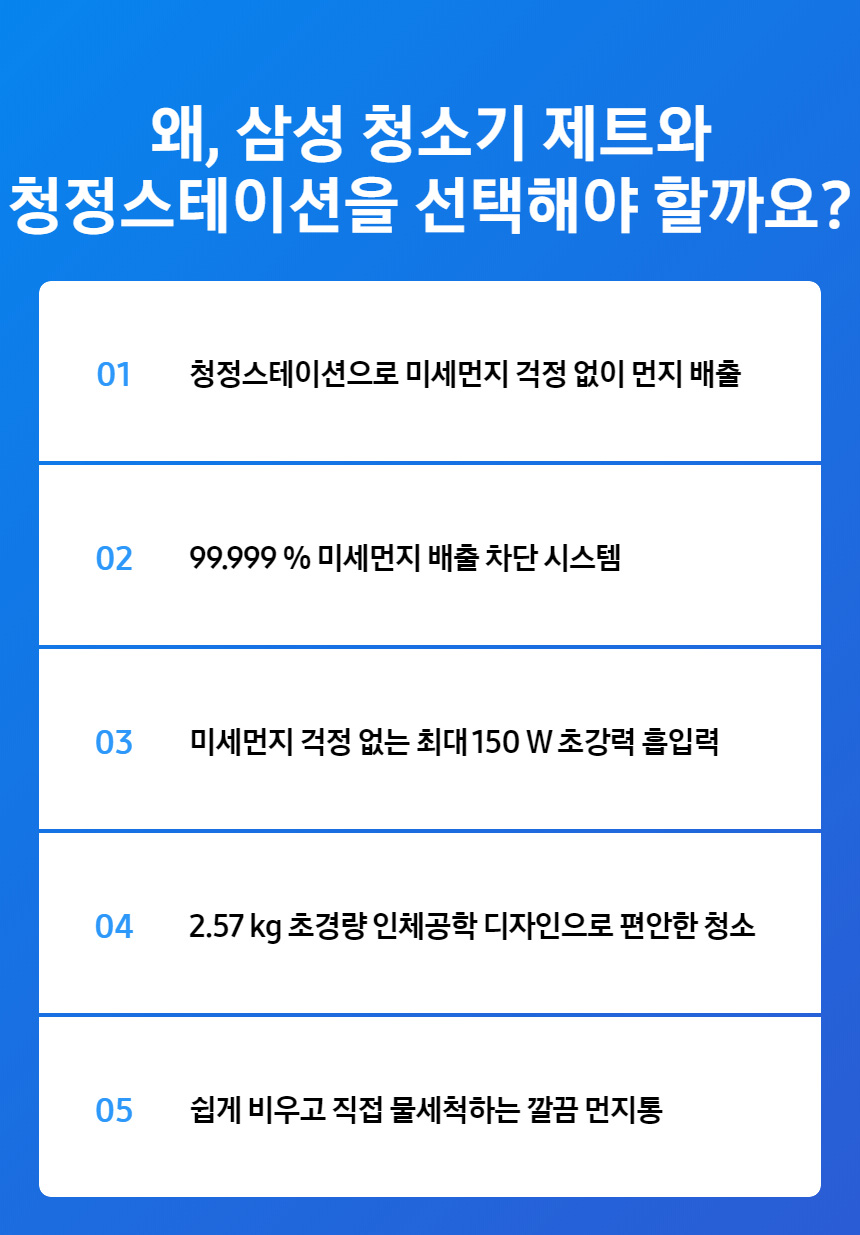 왜, 삼성 청소기 제트와
청정스테이션을 선택해야 할까요?
01 청정스테이션으로 미세먼지 걱정 없이 먼지 배출
02 99.999 % 미세먼지 배출 차단 시스템
03 미세먼지 걱정 없는 최대 150 W 초강력 흡입력
04 2.57 kg 초경량 인체공학 디자인으로 편안한 청소
05 쉽게 비우고 직접 물세척하는 깔끔 먼지통